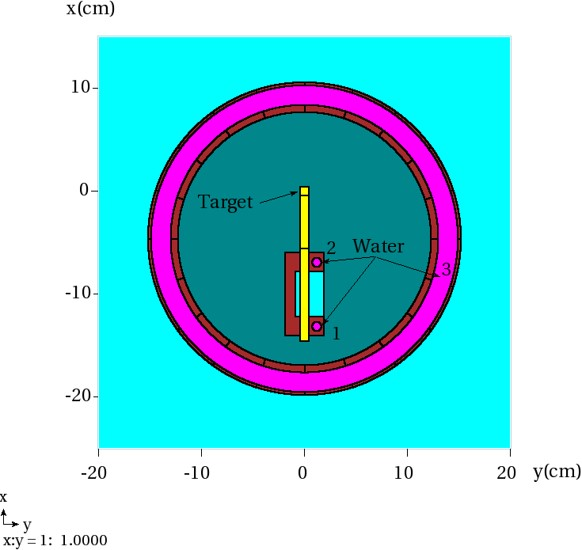 x(cm)
10
0
Target
2
Water
3
-10
1
-20
-20 -10 0 10 20 y(cm)
x
y
x:y = 1: 1.0000